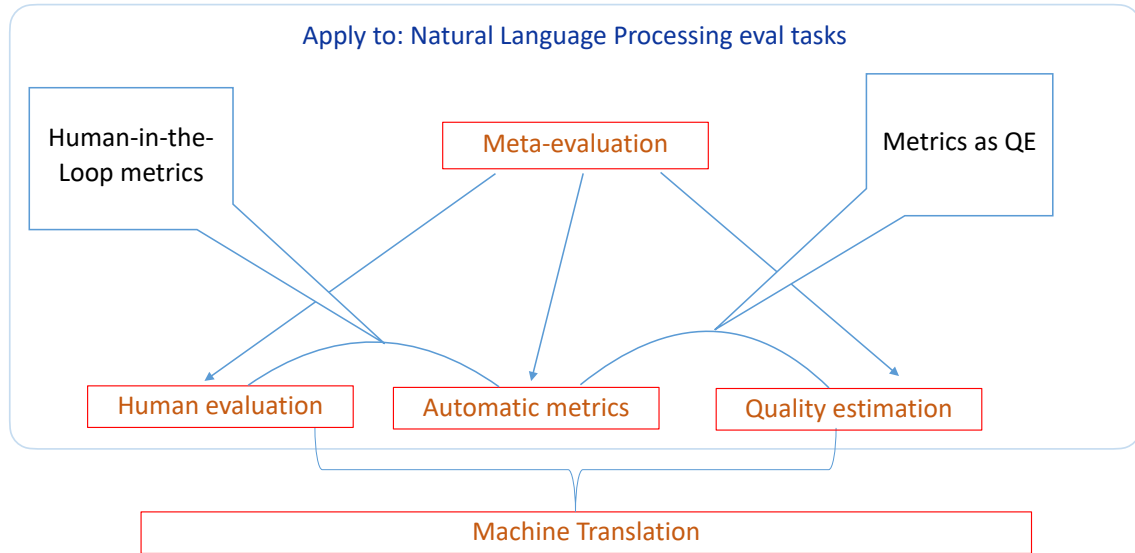 Apply to: Natural Language Processing eval tasks
Human-in-the-
Loop metrics
Meta-evaluation
Metrics as QE
Human evaluation
Automatic metrics
Quality estimation
Machine Translation